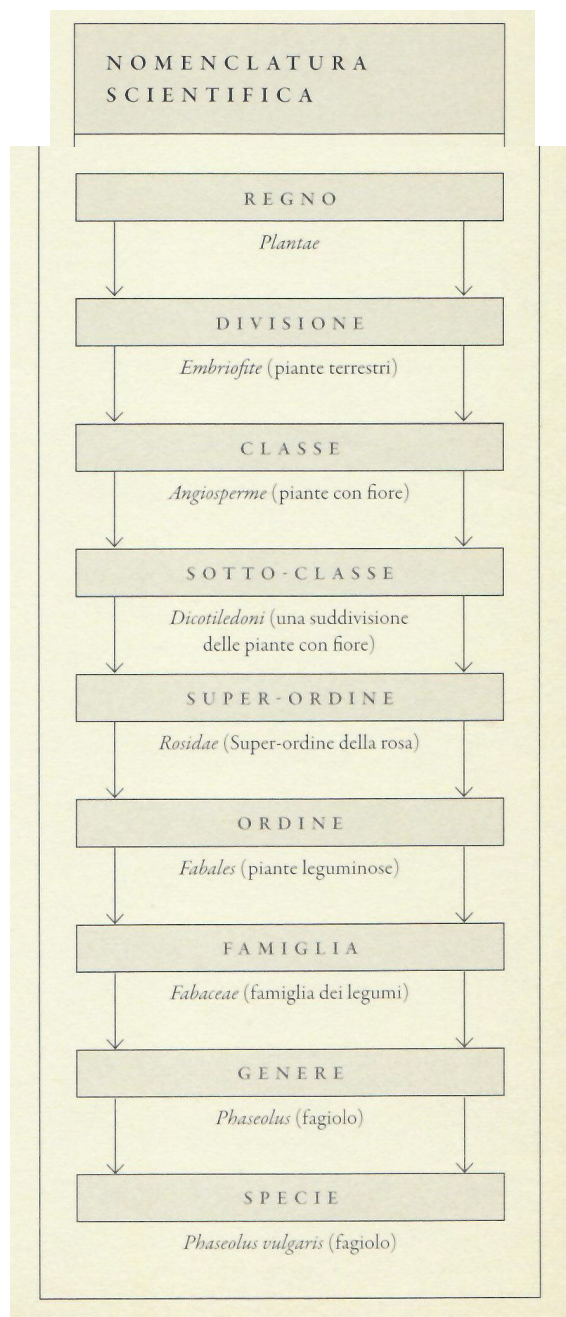 NOMENCLATURA
SCIENTIFICA
REGNO
Plantae
DIVISIONE
Embriofite (piante terrestri)
CLASSE
Angiosperme (piante con fiore)
SOTTO-CLASSE
Dicotiledoni (una suddivisione
delle piante con fiore)
SUPER-ORDINE
Rosidae (Super-ordine della rosa)
ORDINE
Fabales (piante leguminose)
FAMIGLIA
Fabaceae (famiglia dei legumi)
GENERE
Phaseolus (fagiolo)
SPECIE
Phaseolus vulgaris (fagiolo)